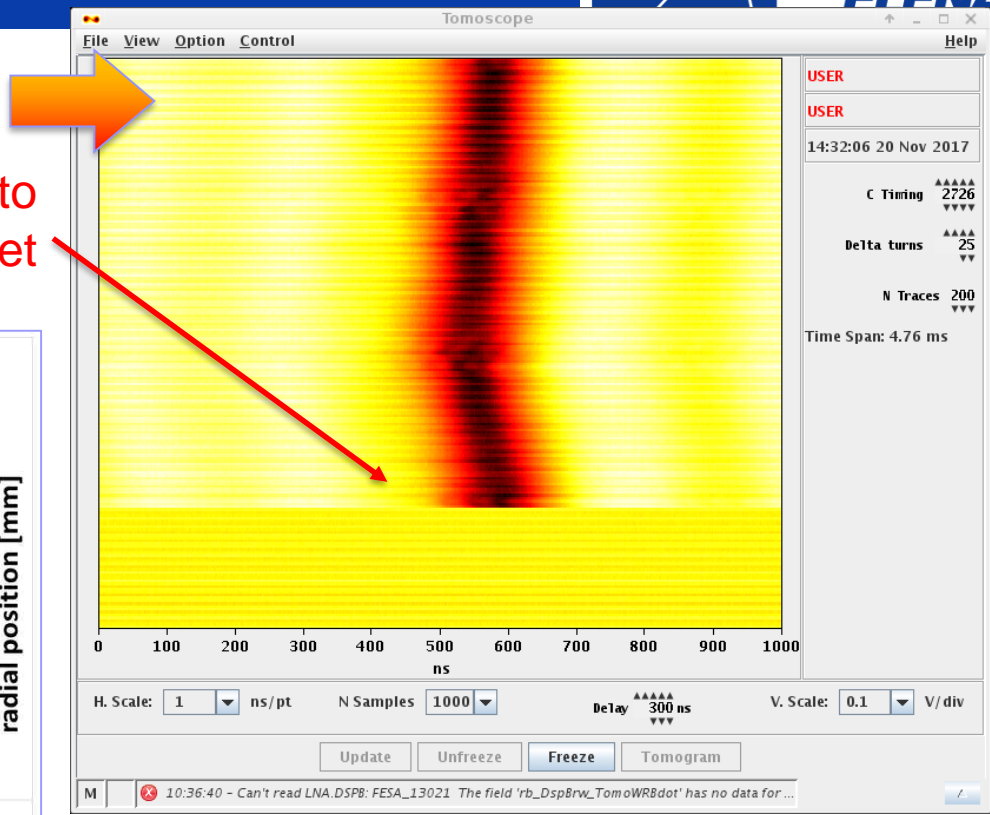 ELENA
Tomoscope
File View Option Control Help
to
et
radial position [mm]
USER
USER
14:32:06 20 Nov 2017
C Timing 2726
Delta turns 25
N Traces 200
Time Span: 4.76 ms
0 100 200 300 400 500 600 700 800 900 1000
ns
H. Scale: 1 ns/pt N Samples 1000 Delay 300 ns V. Scale: 0.1 V/div
Update Unfreeze Freeze Tomogram
M 10:36:40 - Can't read LNA.DSPB: FESA_13021 The field 'rb_DspBrw_TomoWRBdot' has no data for ...